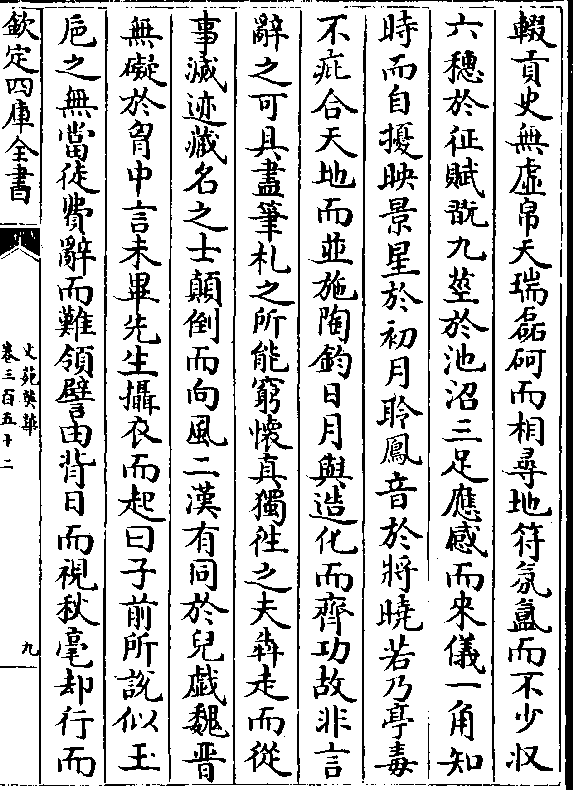 輟貢史無虛帛天瑞磊砢而相尋地符氛氳而不少収
六穗於征賦翫九莖於池沼三足應感而來儀一角知
時而自擾映景星於初月聆鳳音於將曉若乃亭毒
不疵合天地而並施陶鈞日月與造化而齊功故非言
辭之可具盡筆札之所能窮懷真獨徃之夫犇走而從
事滅迹藏名之士顛倒而向風二漢有同於兒戯魏晉
無礙於胷中言未畢先生攝衣而起曰子前所說似玉
巵之無當徒費辭而難領譬由背日而視秋毫却行而
欽定四庫全書
文苑英華
卷三百五十二
九